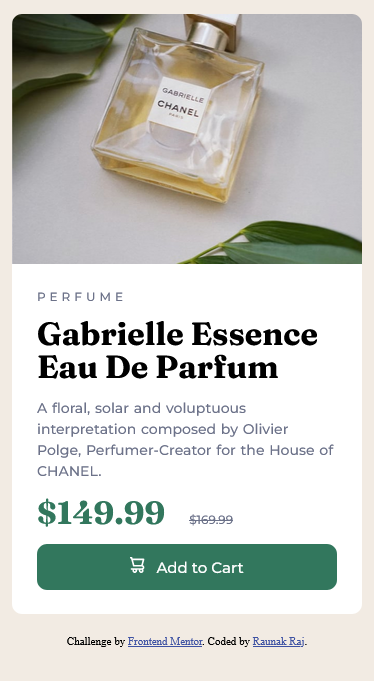 GABRIELLE
CHANEL
PARIS
PERFUME
Gabrielle Essence
Eau De Parfum
A floral, solar and voluptuous
interpretation composed by Olivier
Polge, Perfumer-Creator for the House of
CHANEL.
$149.99 $169.99
Add to Cart
Challenge by Frontend Mentor. Coded by Raunak Raj.